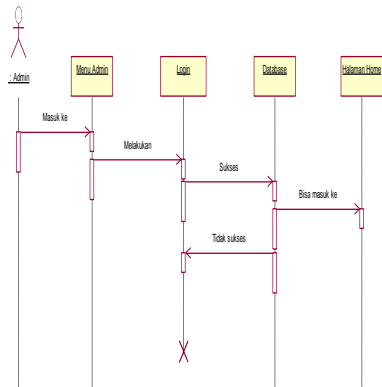 : Admin
Menu Admin
Login
Database
Halaman Home
Masuk ke
Melakukan
Sukses
Bisa masuk ke
Tidak sukses